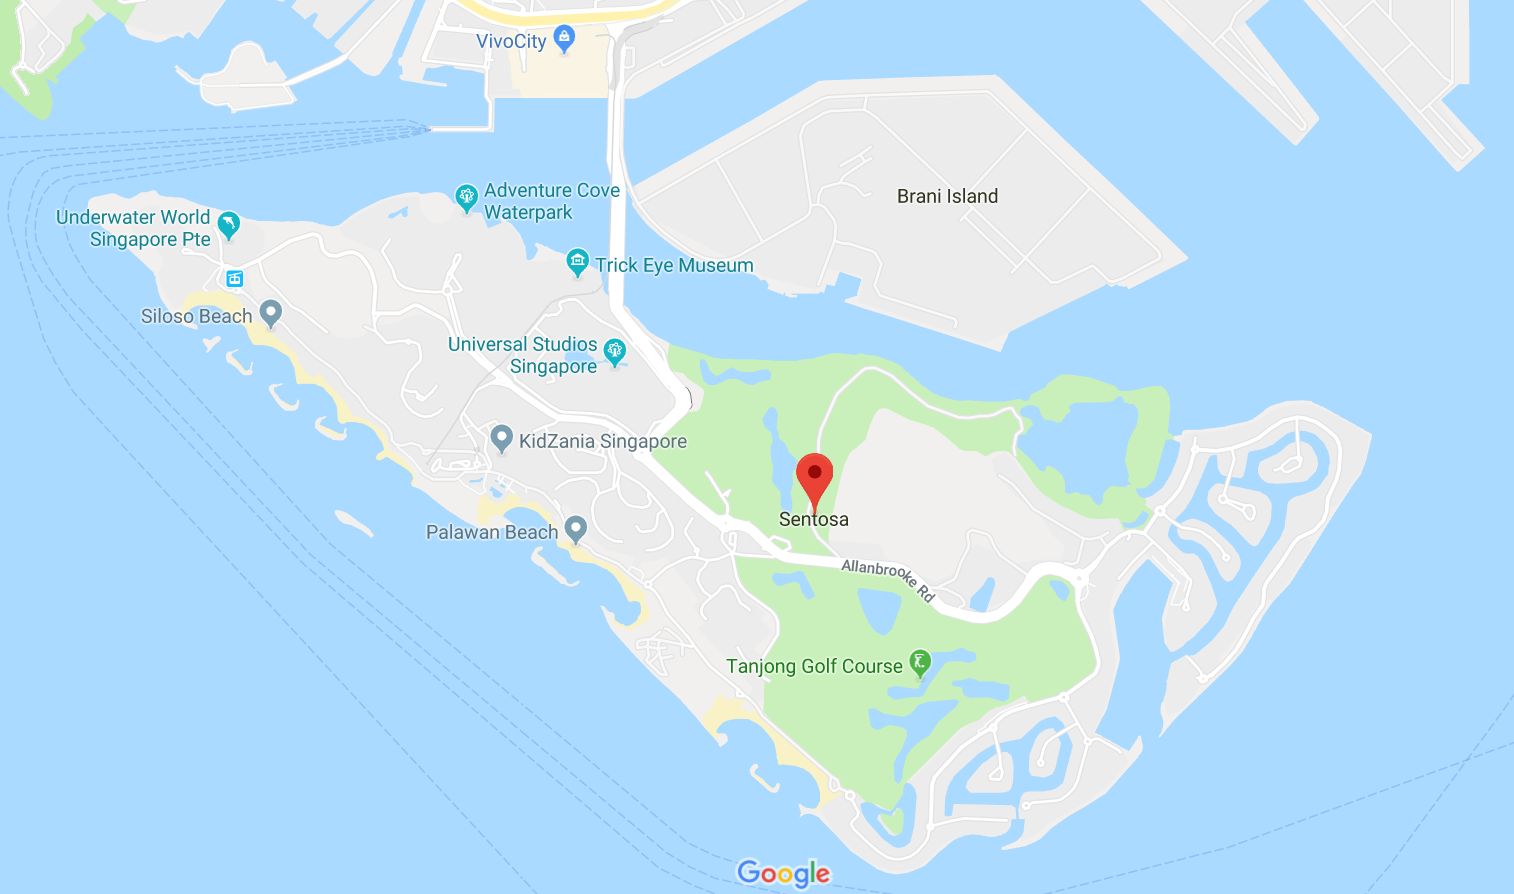 VivoCity
Adventure Cove
Waterpark
Brani Island
Underwater World
Singapore Pte
Trick Eye Museum
Siloso Beach
Universal Studios
Singapore
KidZania Singapore
Sentosa
Palawan Beach
Allanbrooke Rd
Tanjong Golf Course
Google